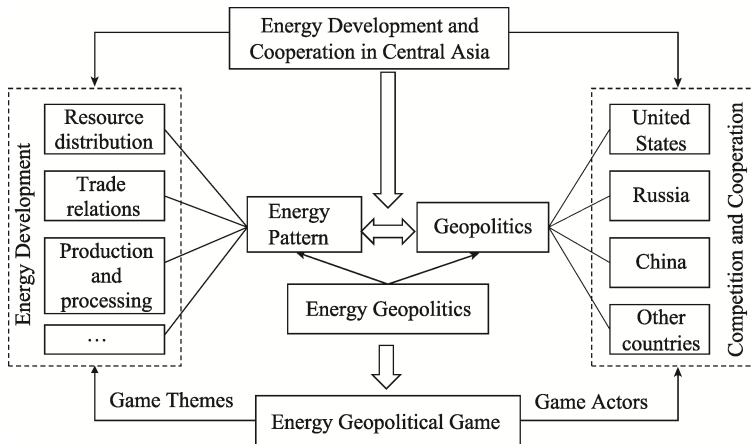 Energy Development and
Cooperation in Central Asia
Energy Development
Resource
distribution
Trade
relations
Production
and
processing
…
Energy
Pattern
Geopolitics
Energy Geopolitics
United
States
Russia
China
Other
countries
Competition and Cooperation
Game Themes
Energy Geopolitical Game
Game Actors